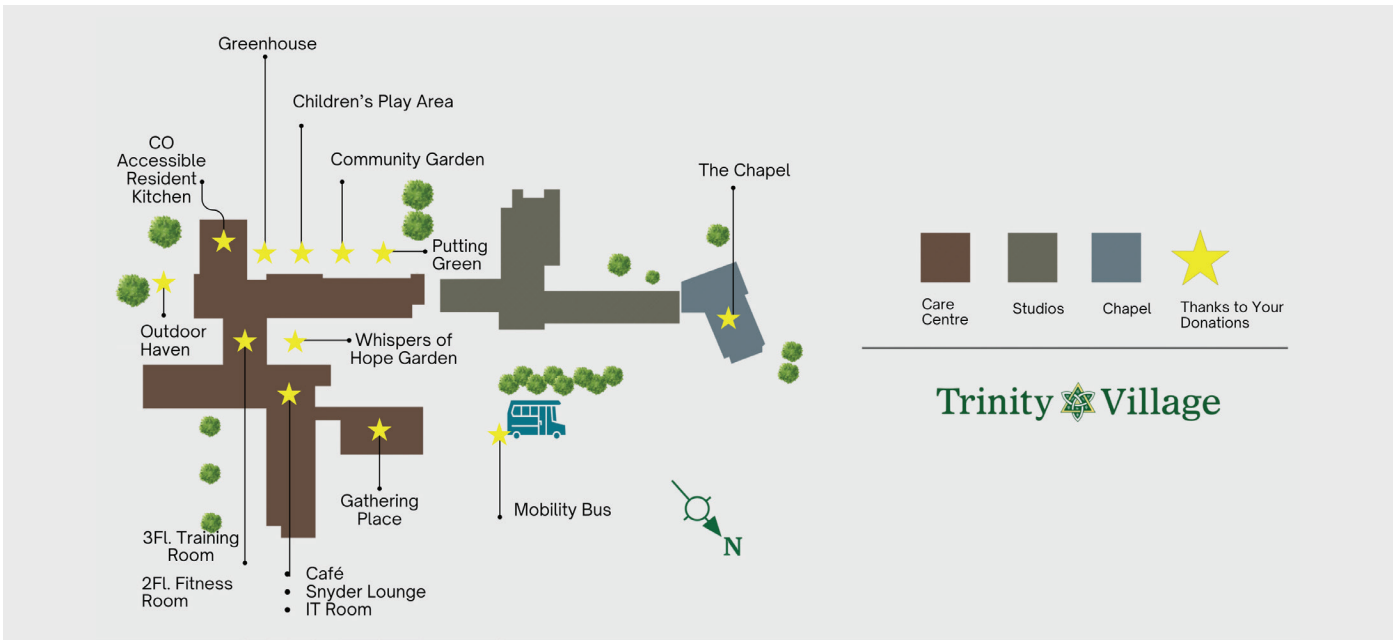 Greenhouse
Children's Play Area
CO
Accessible
Resident
Kitchen
Community Garden
The Chapel
Putting
Green
Outdoor
Haven
Whispers of
Hope Garden
Gathering
Place
Mobility Bus
3Fl. Training
Room
2Fl. Fitness
Room
Café
Snyder Lounge
IT Room
N
Care
Centre
Studios
Chapel
Thanks to Your
Donations
Trinity Village